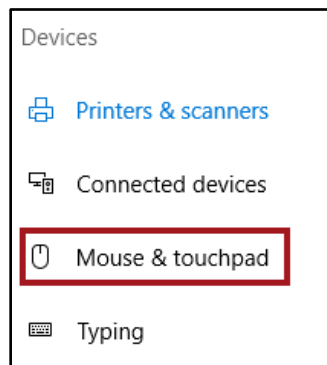 Devices
Printers & scanners
Connected devices
Mouse & touchpad
Typing